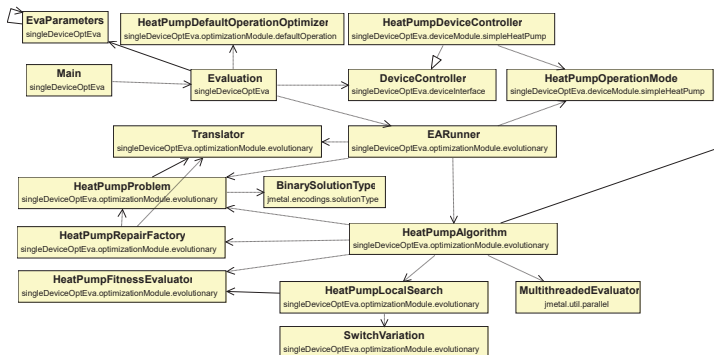 EvaParameters
singleDeviceOptEva
HeatPumpDefaultOperationOptimizer
singleDeviceOptEva.optimizationModule.defaultOperation
HeatPumpDeviceController
singleDeviceOptEva.deviceModule.simpleHeatPump
Main
singleDeviceOptEva
Evaluation
singleDeviceOptEva
DeviceController
singleDeviceOptEva.deviceInterface
HeatPumpOperationMode
singleDeviceOptEva.deviceModule.simpleHeatPump
Translator
singleDeviceOptEva.optimizationModule.evolutionary
EARunner
singleDeviceOptEva.optimizationModule.evolutionary
HeatPumpProblem
singleDeviceOptEva.optimizationModule.evolutionary
BinarySolutionType
jmetal.encodings.solutionType
HeatPumpRepairFactory
singleDeviceOptEva.optimizationModule.evolutionary
HeatPumpAlgorithm
singleDeviceOptEva.optimizationModule.evolutionary
HeatPumpFitnessEvaluator
singleDeviceOptEva.optimizationModule.evolutionary
HeatPumpLocalSearch
singleDeviceOptEva.optimizationModule.evolutionary
MultithreadedEvaluator
jmetal.util.parallel
SwitchVariation
singleDeviceOptEva.optimizationModule.evolutionary